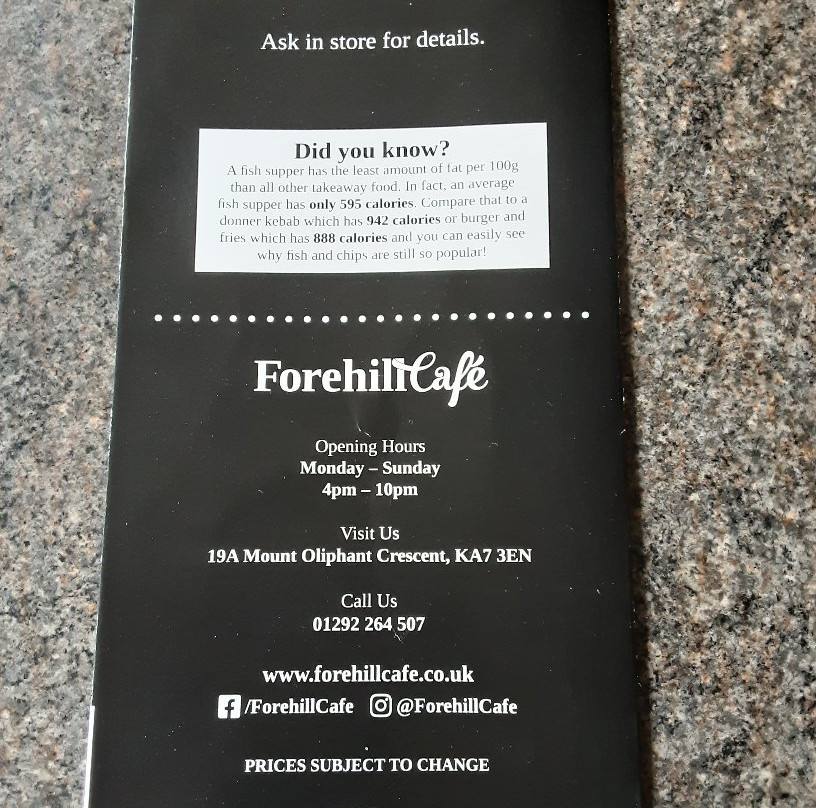 Ask in store for details.
Did you know?
A fish supper has the least amount of fat per 100g
than all other takeaway food. In fact, an average
fish supper has only 595 calories. Compare that to a
donner kebab which has 942 calories or burger and
fries which has 888 calories and you can easily see
why fish and chips are still so popular!
Forehill Café
Opening Hours
Monday – Sunday
4pm – 10pm
Visit Us
19A Mount Oliphant Crescent, KA7 3EN
Call Us
01292 264 507
www.forehillcafe.co.uk
/ForehillCafe @ForehillCafe
PRICES SUBJECT TO CHANGE